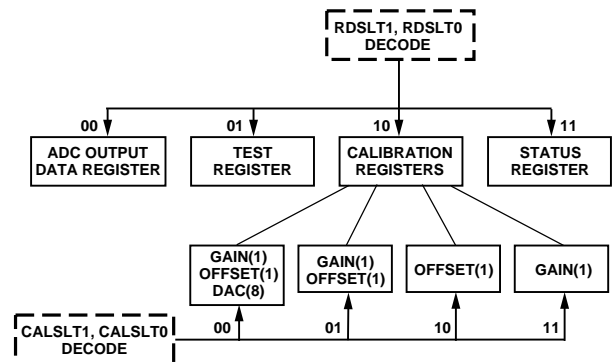 RDSLT1, RDSLT0
DECODE
00
01
10
11
ADC OUTPUT
DATA REGISTER
TEST
REGISTER
CALIBRATION
REGISTERS
STATUS
REGISTER
GAIN(1)
OFFSET(1)
DAC(8)
GAIN(1)
OFFSET(1)
OFFSET(1)
GAIN(1)
CALSLT1, CALSLT0
DECODE
00
01
10
11